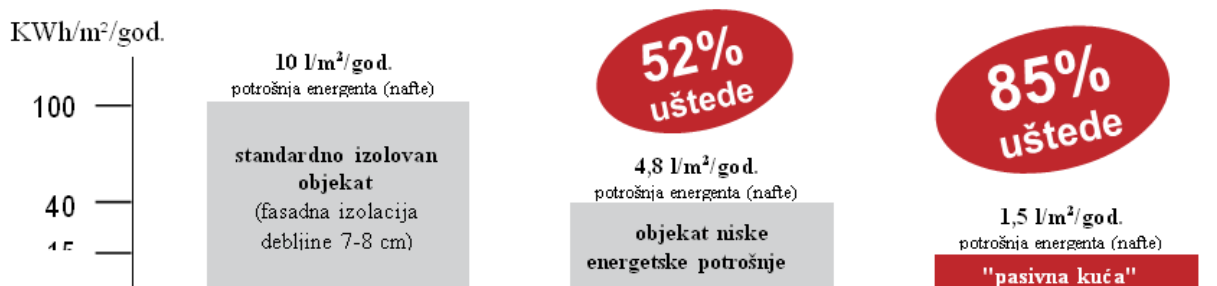 KWh/m²/god.
100
40
10 l/m²/god.
potrošnja energenta (nafte)
standardno izolovan
objekat
(fasadna izolacija
debljine 7-8 cm)
52%
uštede
4,8 l/m²/god.
potrošnja energenta (nafte)
objekat niske
energetske potrošnje
85%
uštede
1,5 l/m²/god.
potrošnja energenta (nafte)
"pasivna kuća"